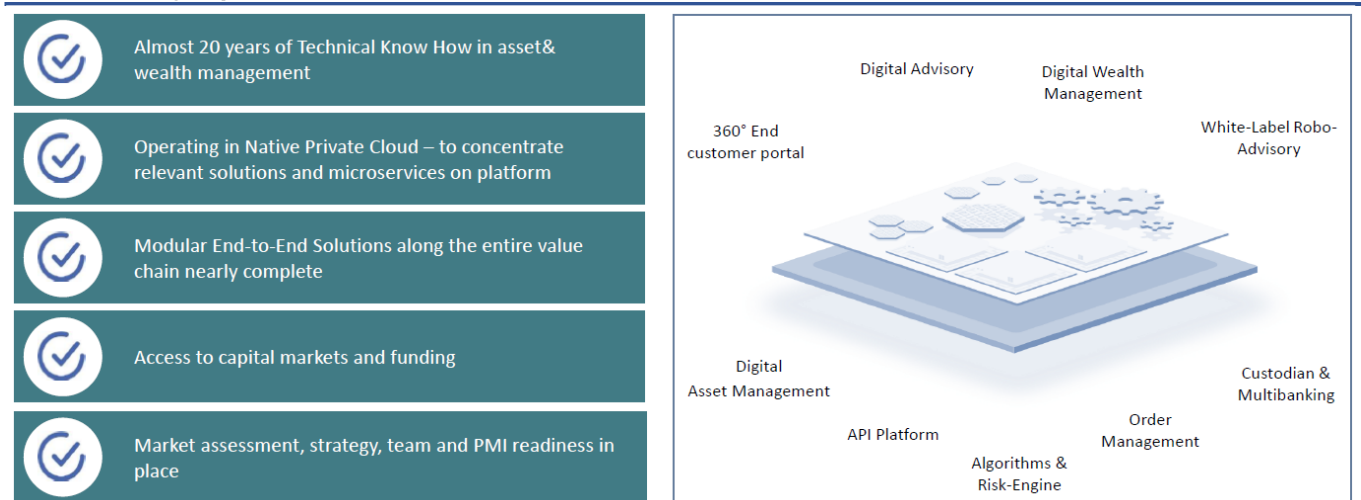 Almost 20 years of Technical Know How in asset&
wealth management
Operating in Native Private Cloud – to concentrate
relevant solutions and microservices on platform
Modular End-to-End Solutions along the entire value
chain nearly complete
Access to capital markets and funding
Market assessment, strategy, team and PMI readiness in
place
Digital Advisory
Digital Wealth
Management
360° End
customer portal
White-Label Robo-
Advisory
Digital
Asset Management
Custodian &
Multibanking
API Platform
Order
Management
Algorithms &
Risk-Engine